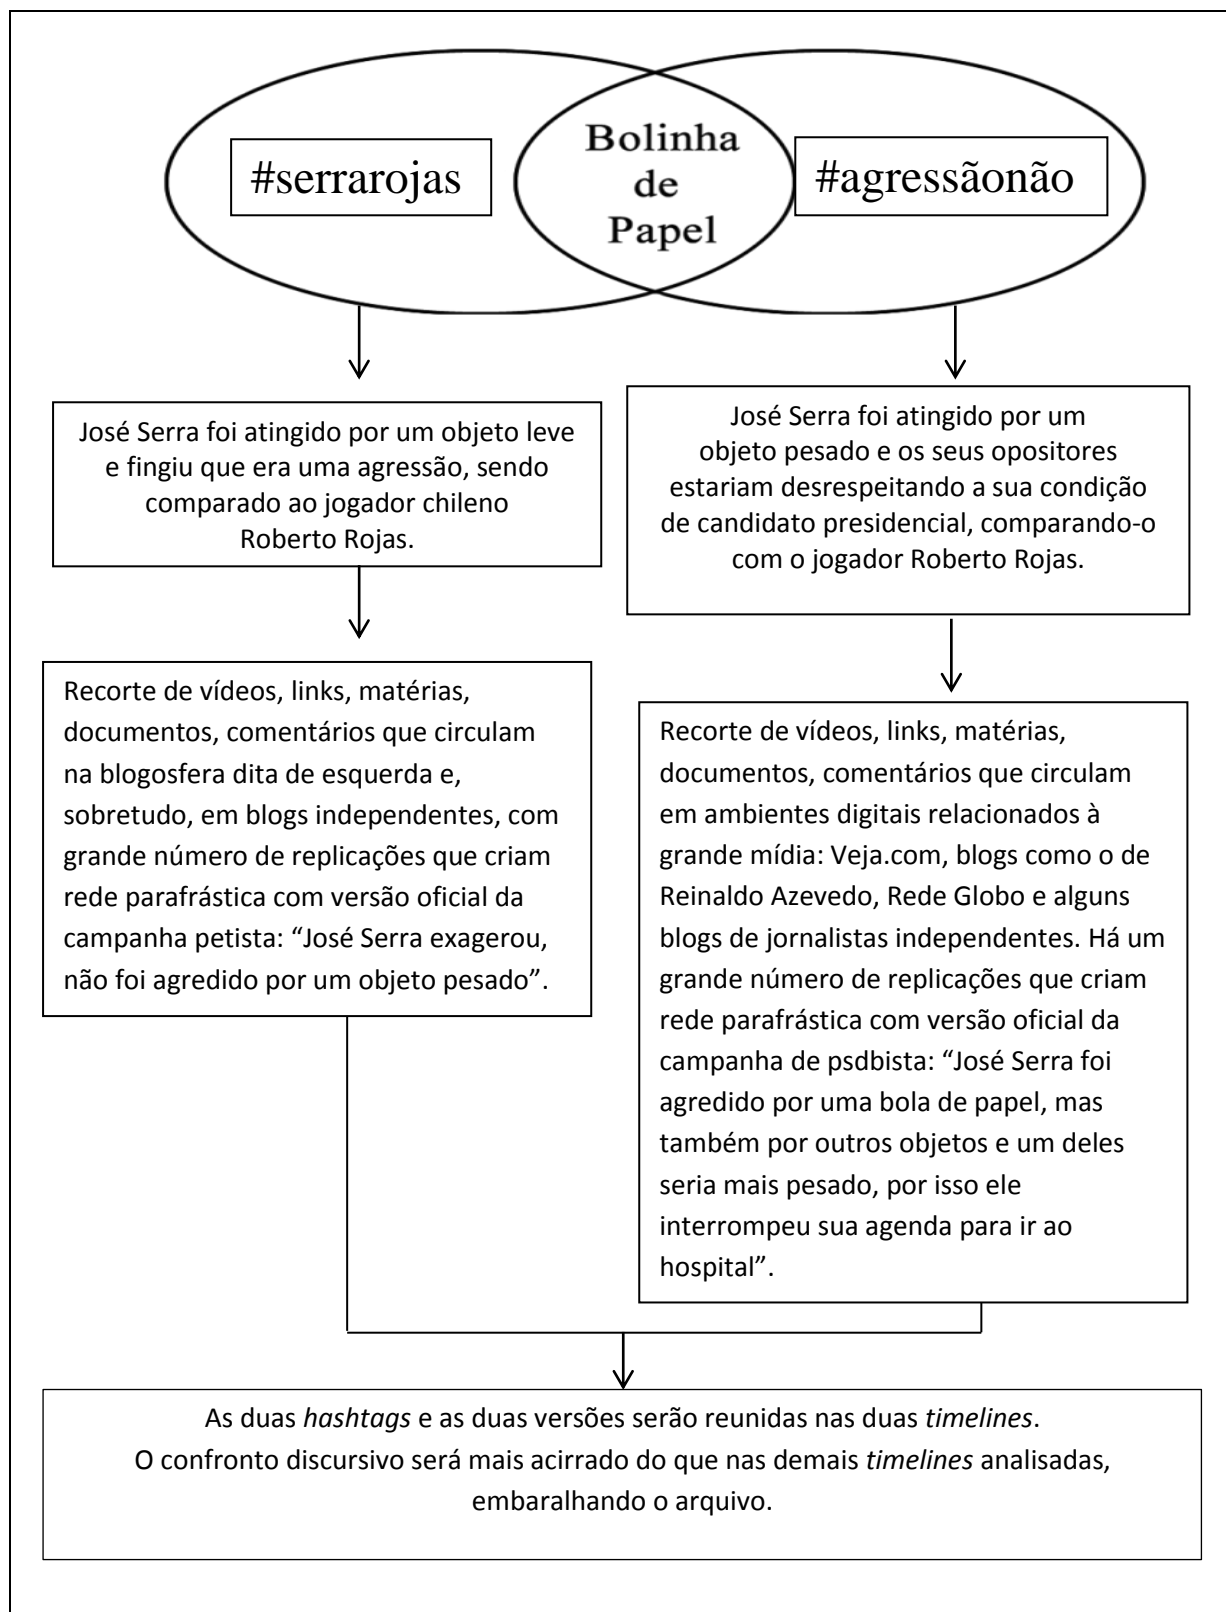 #serrarojas
Bolinha
de
Papel
#agressãonão
José Serra foi atingido por um objeto leve
e fingiu que era uma agressão, sendo
comparado ao jogador chileno
Roberto Rojas.
José Serra foi atingido por um
objeto pesado e os seus opositores
estariam desrespeitando a sua condição
de candidato presidencial, comparando-o
com o jogador Roberto Rojas.
Recorte de vídeos, links, matérias,
documentos, comentários que circulam
na blogosfera dita de esquerda e,
sobretudo, em blogs independentes, com
grande número de replicações que criam
rede parafrástica com versão oficial da
campanha petista: “José Serra exagerou,
não foi agredido por um objeto pesado”.
Recorte de vídeos, links, matérias,
documentos, comentários que circulam
em ambientes digitais relacionados à
grande mídia: Veja.com, blogs como o de
Reinaldo Azevedo, Rede Globo e alguns
blogs de jornalistas independentes. Há um
grande número de replicações que criam
rede parafrástica com versão oficial da
campanha de psdbista: “José Serra foi
agredido por uma bola de papel, mas
também por outros objetos e um deles
seria mais pesado, por isso ele
interrompeu sua agenda para ir ao
hospital”.
As duas hashtags e as duas versões serão reunidas nas duas timelines.
O confronto discursivo será mais acirrado do que nas demais timelines analisadas,
embaralhando o arquivo.